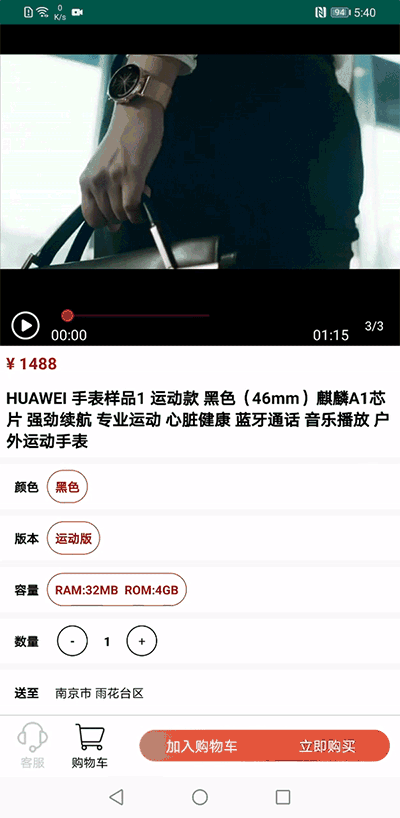 0
K/s
94
5:40
00:00
01:15
3/3
¥ 1488
HUAWEI 手表样品1 运动款 黑色（46mm）麒麟A1芯
片 强劲续航 专业运动 心脏健康 蓝牙通话 音乐播放 户
外运动手表
颜色 黑色
版本 运动版
容量 RAM:32MB ROM:4GB
数量 - 1 +
送至 南京市 雨花台区
客服 购物车 加入购物车 立即购买